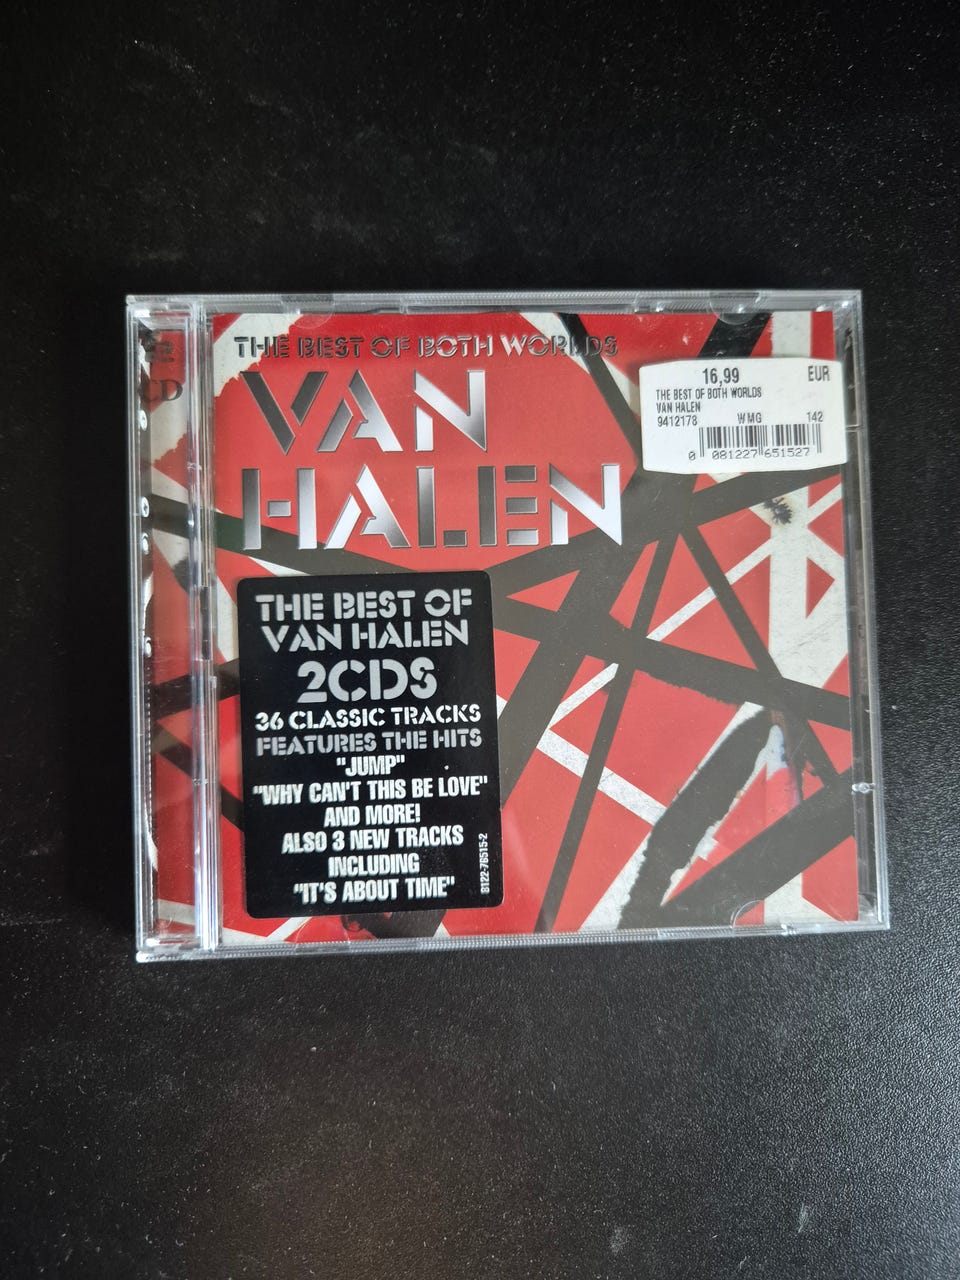 THE BEST OF BOTH WORLDS
VAN
HALEN
16,99 EUR
THE BEST OF BOTH WORLDS
VAN HALEN
9412178 WMG 142
0 081227 651527
CD
THE BEST OF
VAN HALEN
2CDS
36 CLASSIC TRACKS
FEATURES THE HITS
"JUMP"
"WHY CAN'T THIS BE LOVE"
AND MORE!
ALSO 3 NEW TRACKS
INCLUDING
"IT'S ABOUT TIME"
8122-76515-2